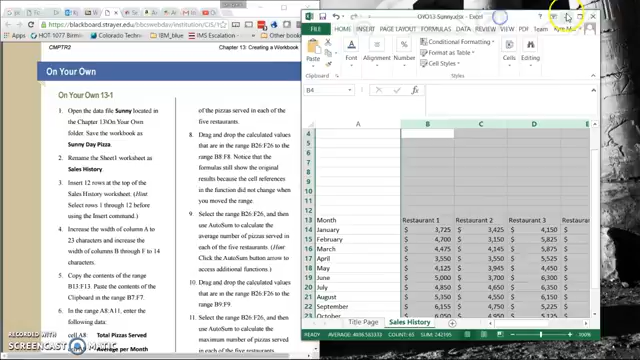 https://blackboard.strayer.edu/bbcswebdav/institution/CIS/1
Apps
HOT-1077 Birmingh
CMPTR2
Chapter 13: Creating a Workbook
On Your Own
On Your Own 13-1
1. Open the data file Sunny located in
the Chapter 13\On Your Own
folder. Save the workbook as
Sunny Day Pizza.
2. Rename the Sheet1 worksheet as
Sales History.
3. Insert 12 rows at the top of the
Sales History worksheet. (Hint
Select rows 1 through 12 before
using the Insert command.)
4. Increase the width of column A to
23 characters and increase the
width of columns B through F to 14
characters.
5. Copy the contents of the range
B13:F13. Paste the contents of the
Clipboard in the range B7:F7.
6. In the range A8:A11, enter the
following data:
cell A8: Total Pizzas Served
Average per Month
of the pizzas served in each of the
five restaurants.
8. Drag and drop the calculated values
that are in the range B26:F26 to the
range B8:F8. Notice that the
formulas still show the original
results because the cell references
in the function did not change when
you moved the range.
9. Select the range B26:F26, and then
use AutoSum to calculate the
average number of pizzas served in
each of the five restaurants. (Hint
Click the AutoSum button arrow to
access additional functions.)
10. Drag and drop the calculated values
that are in the range B26:F26 to the
range B9:F9.
11. Select the range B26:F26, and then
use AutoSum to calculate the
maximum number of pizzas served
OYO13-Sunny.xlsx - Excel
FILE HOME INSERT PAGE LAYOUT FORMULAS DATA REVIEW VIEW PDF Team
Paste
Clipboard
Font
Alignment
Number
Conditional Formatting
Format as Table
Cell Styles
Styles
Cells
Editing
B4
fx
A B C D E
4
5
6
7
8
9
10
11
12
13 Month Restaurant 1 Restaurant 2 Restaurant 3 Restauran
14 January $ 3,725 $ 3,425 $ 4,150 $
15 February $ 4,700 $ 3,150 $ 5,825 $
16 March $ 4,475 $ 4,145 $ 5,875 $
17 April $ 3,550 $ 4,550 $ 5,525 $
18 May $ 4,125 $ 3,945 $ 4,450 $
19 June $ 5,000 $ 3,700 $ 6,300 $
20 July $ 4,850 $ 4,650 $ 7,325 $
21 August $ 5,350 $ 4,550 $ 6,150 $
22 September $ 6,155 $ 4,750 $ 5,225 $
October
Title Page
Sales History
READY
COUNT: 65
SUM: 242195
100%
RECORDED WITH
SCREENCAST-O-MATIC